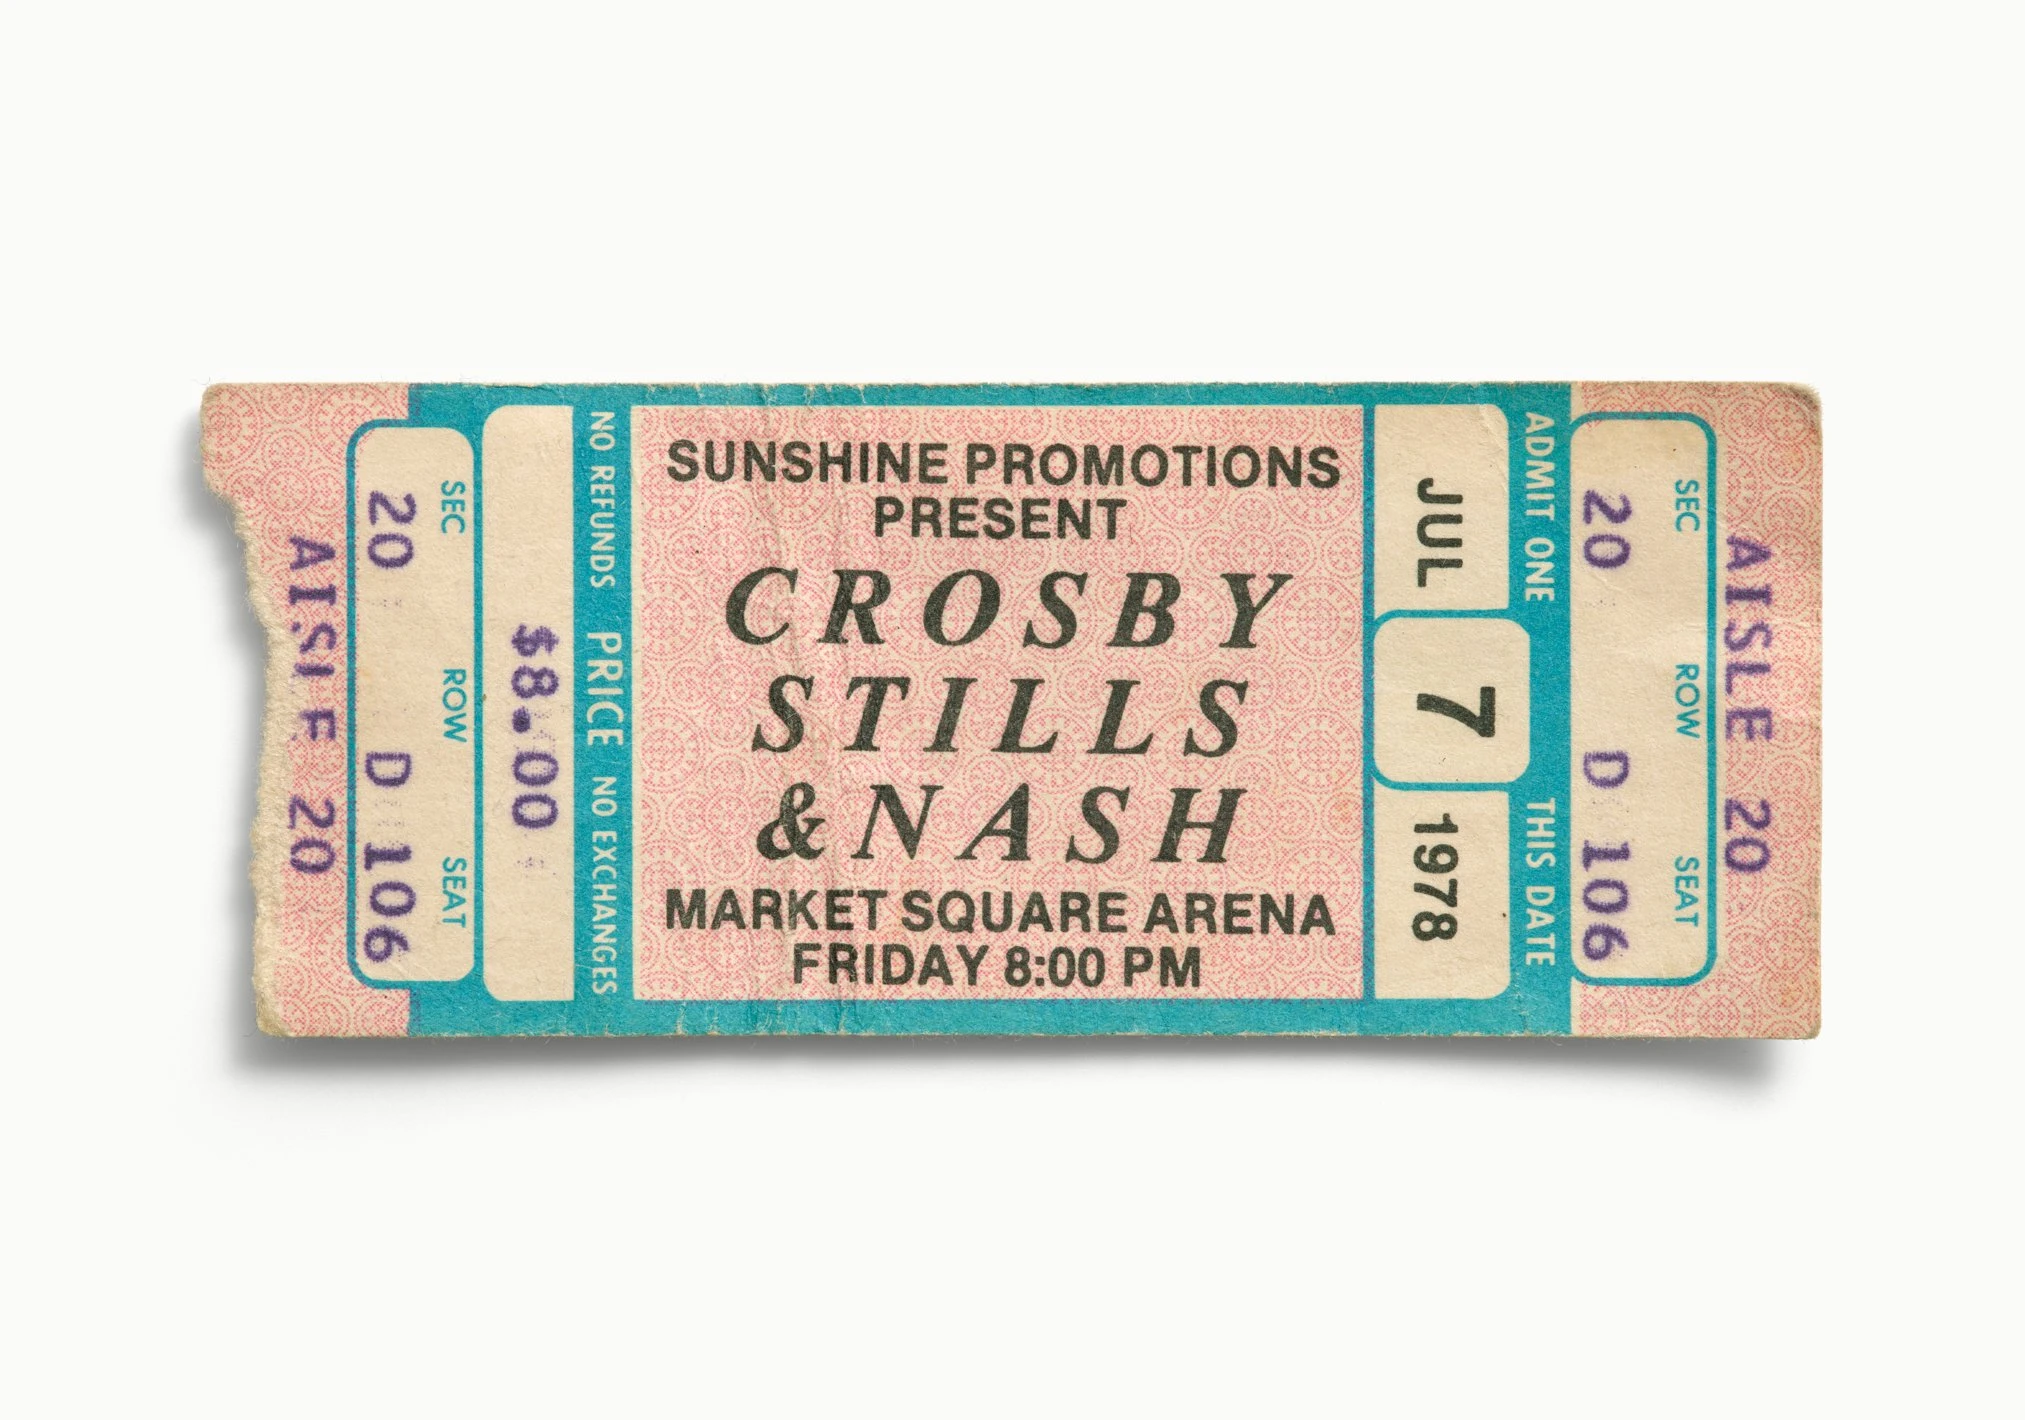 AISLE 20
SEC ROW SEAT
20 D 106
$8.00
NO REFUNDS PRICE NO EXCHANGES
SUNSHINE PROMOTIONS
PRESENT
CROSBY
STILLS
& NASH
MARKET SQUARE ARENA
FRIDAY 8:00 PM
JUL 7 1978
ADMIT ONE THIS DATE
SEC ROW SEAT
20 D 106
AISLE 20